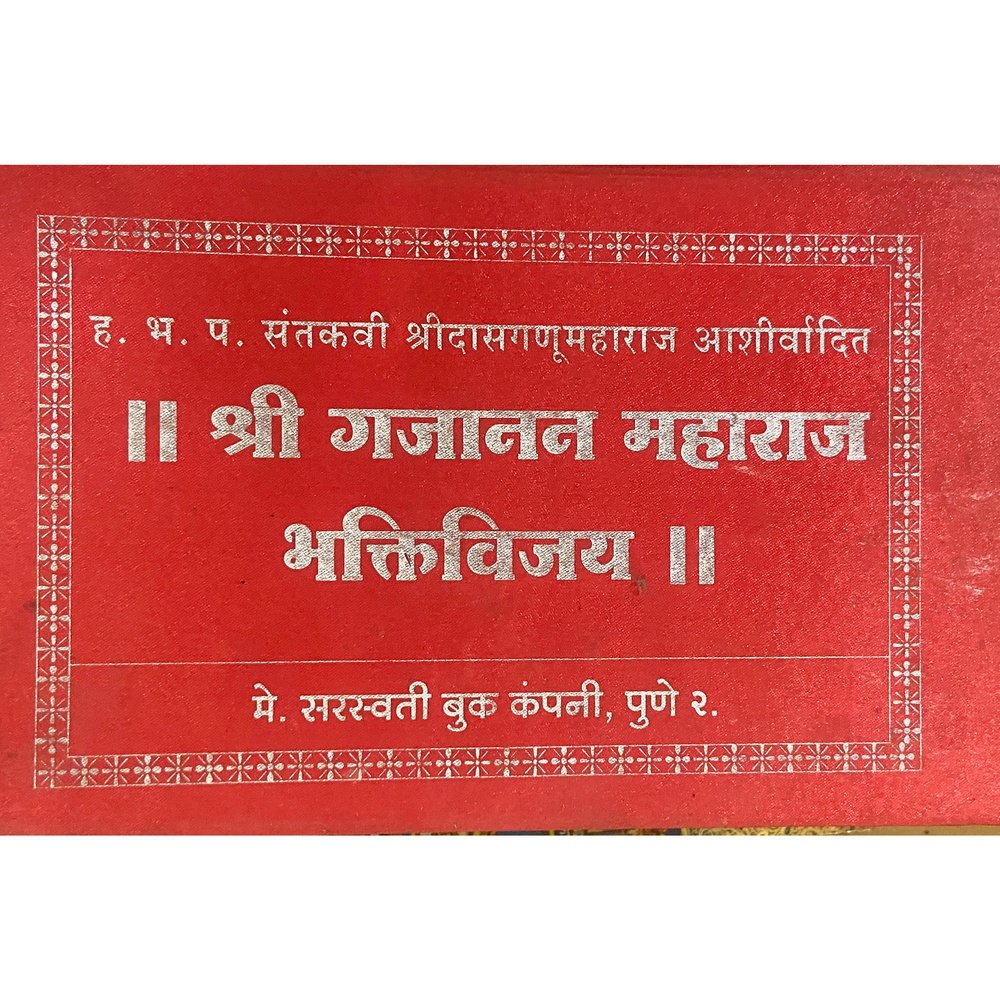 ह. भ. प. संतकवी श्रीदासगणूमहाराज आशीर्वादित
|| श्री गजानन महाराज
भक्तिविजय ||
मे. सरस्वती बुक कंपनी, पुणे २.